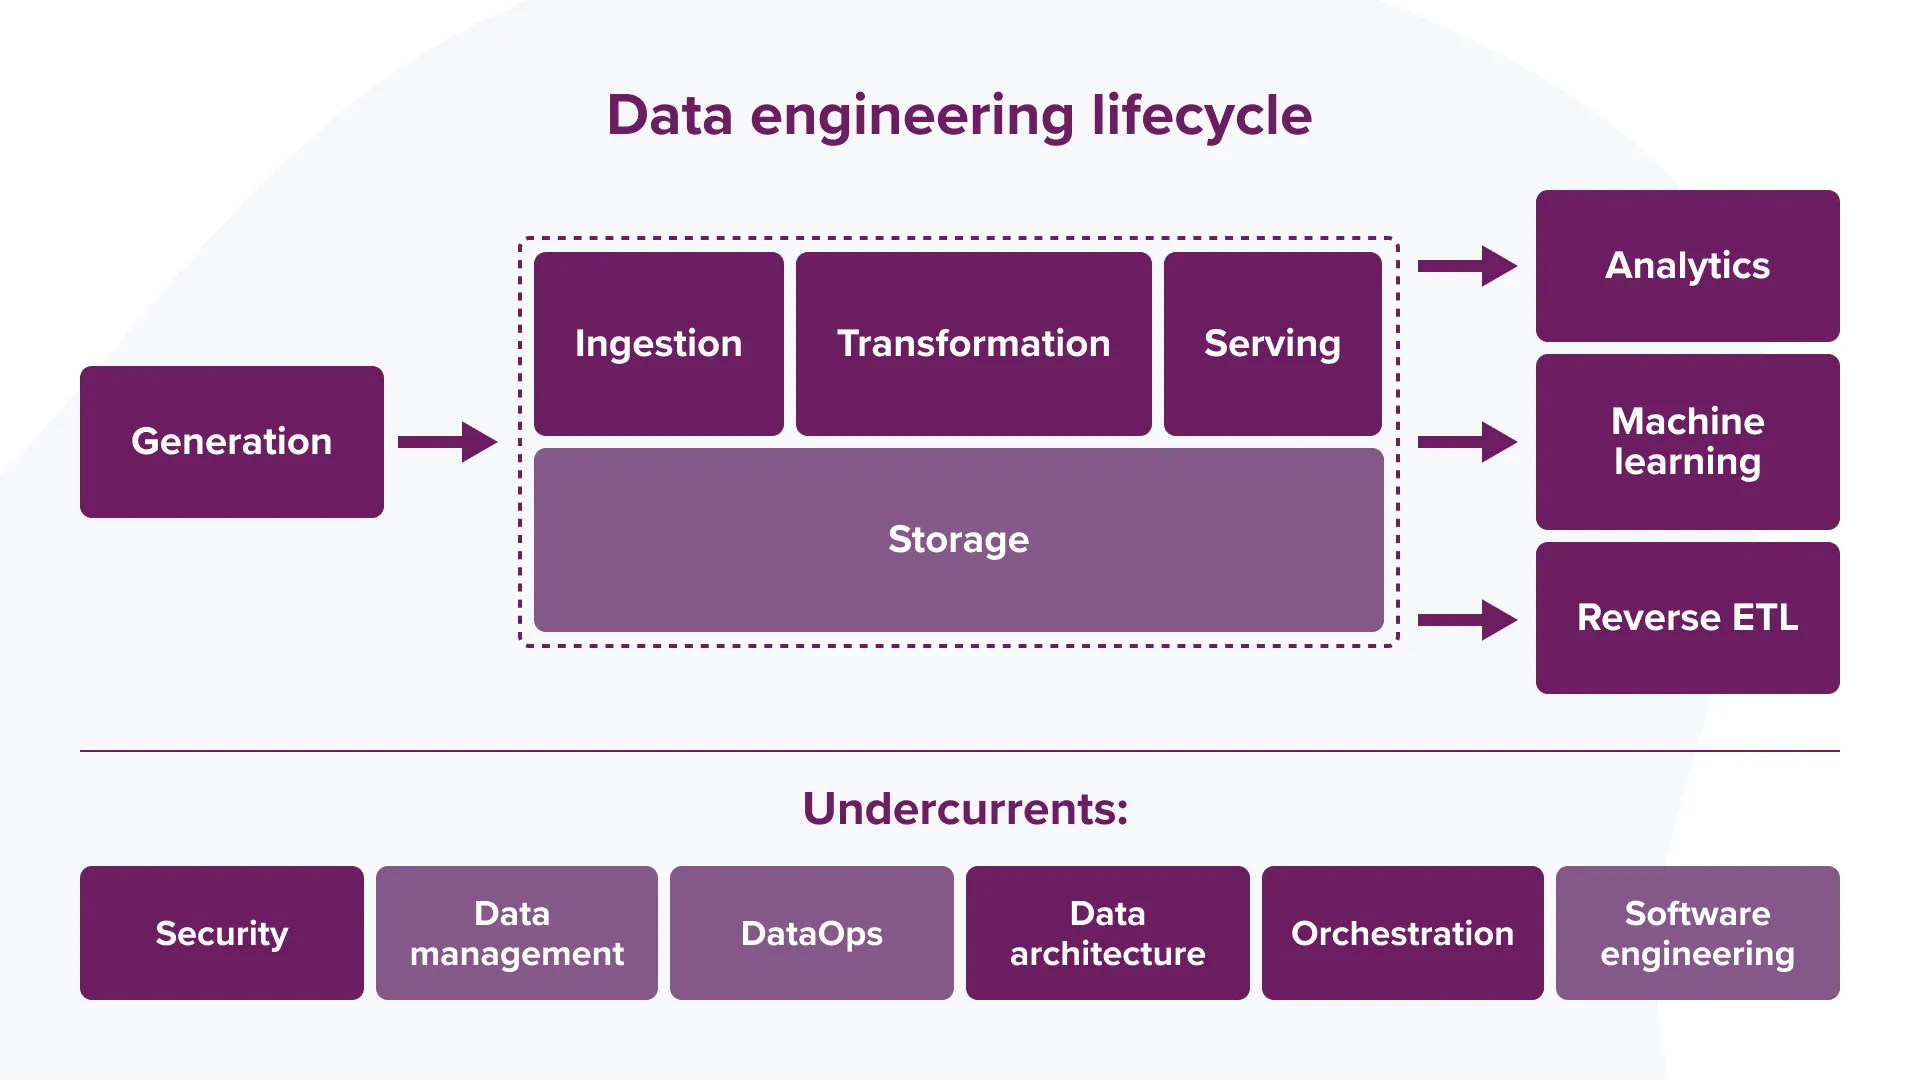 Data engineering lifecycle
Generation
Ingestion
Transformation
Serving
Storage
Analytics
Machine
learning
Reverse ETL
Undercurrents:
Security
Data
management
DataOps
Data
architecture
Orchestration
Software
engineering